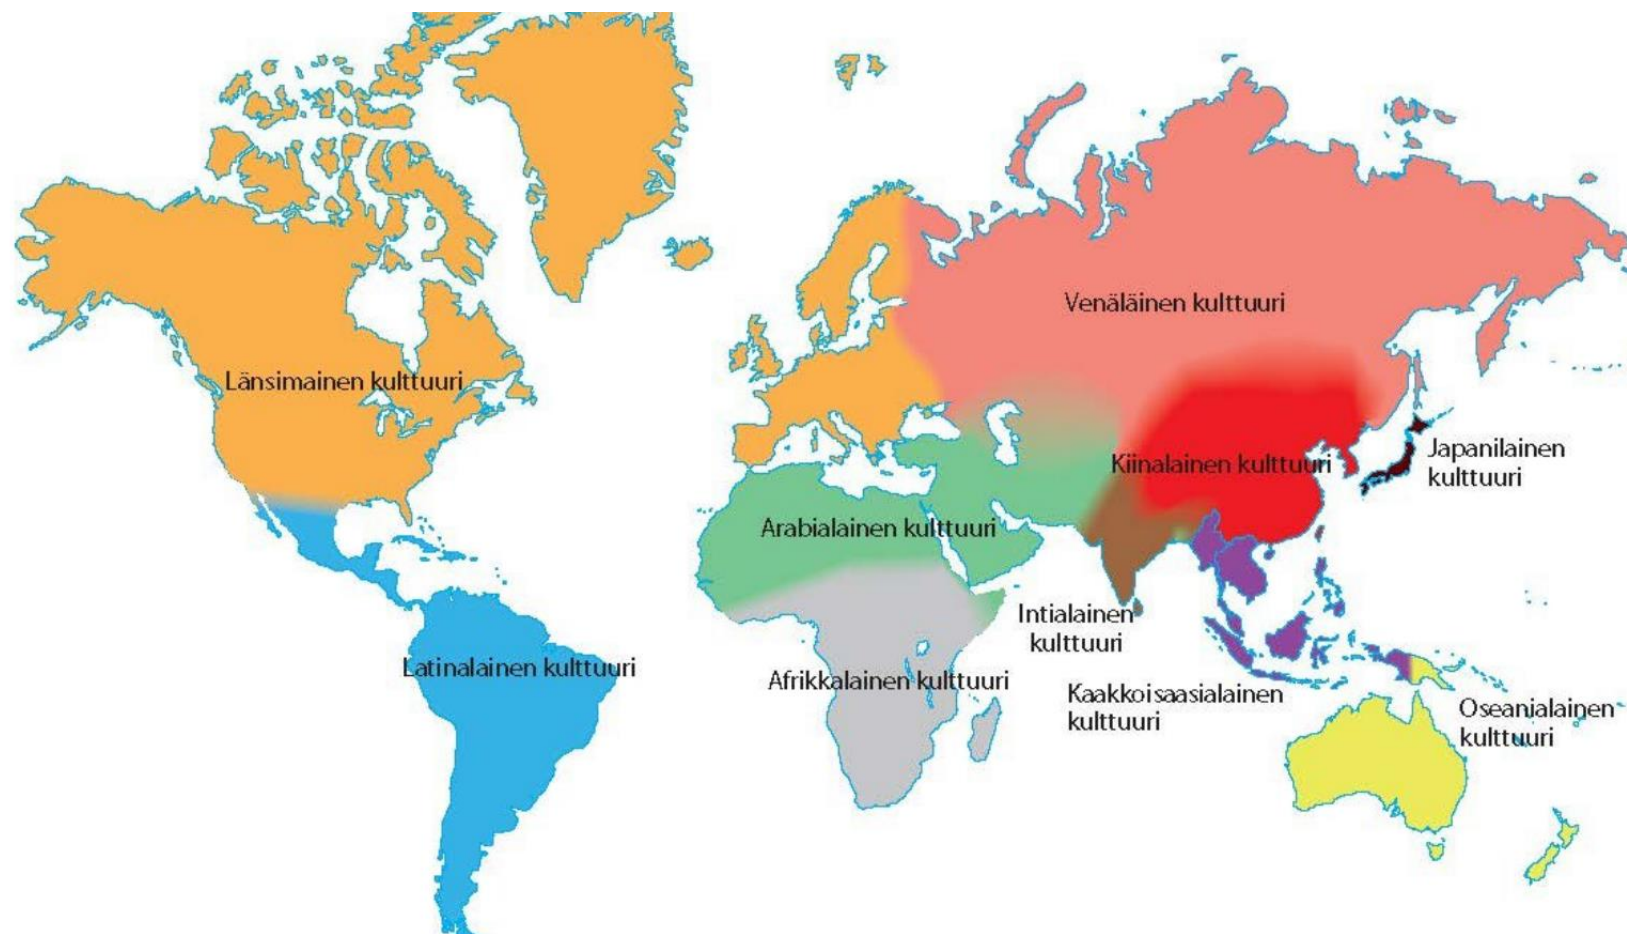 Venäläinen kulttuuri
Länsimainen kulttuuri
Japanilainen
kulttuuri
Kiinalainen kulttuuri
Arabialainen kulttuuri
Intialainen
kulttuuri
Latinalainen kulttuuri
Afrikkalainen kulttuuri
Kaakkoisaasialainen
kulttuuri
Oseanialainen
kulttuuri